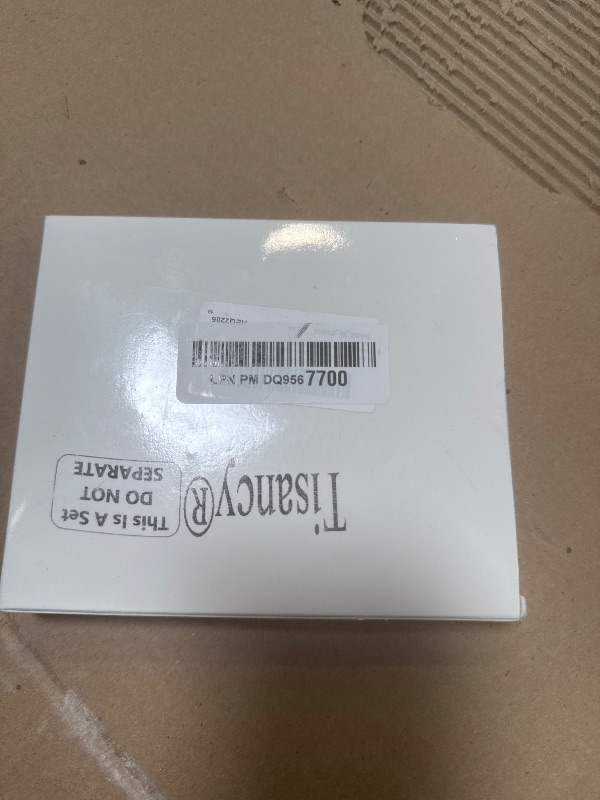 LPN PM DQ956 7700
Tisancy®
This Is A Set
DO NOT
SEPARATE